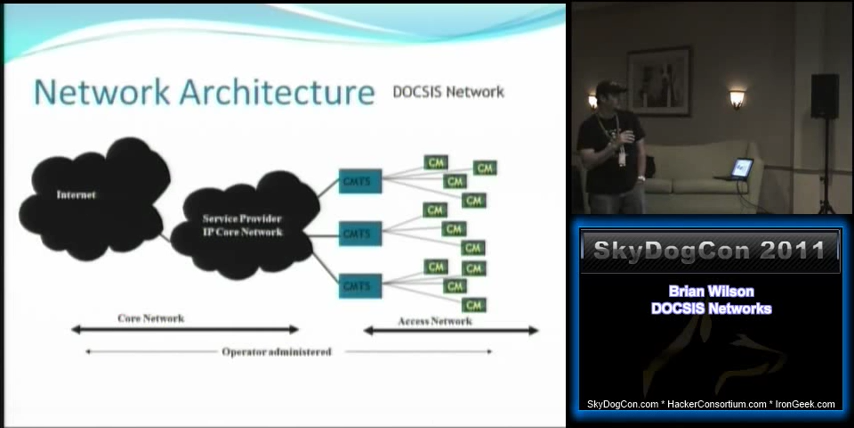 Network Architecture DOCSIS Network
Internet
Service Provider
IP Core Network
CMTS
CMTS
CMTS
CM
CM
CM
CM
CM
CM
CM
CM
CM
CM
CM
Core Network
Access Network
Operator administered
SkyDogCon 2011
Brian Wilson
DOCSIS Networks
SkyDogCon.com * HackerConsortium.com * IronGeek.com